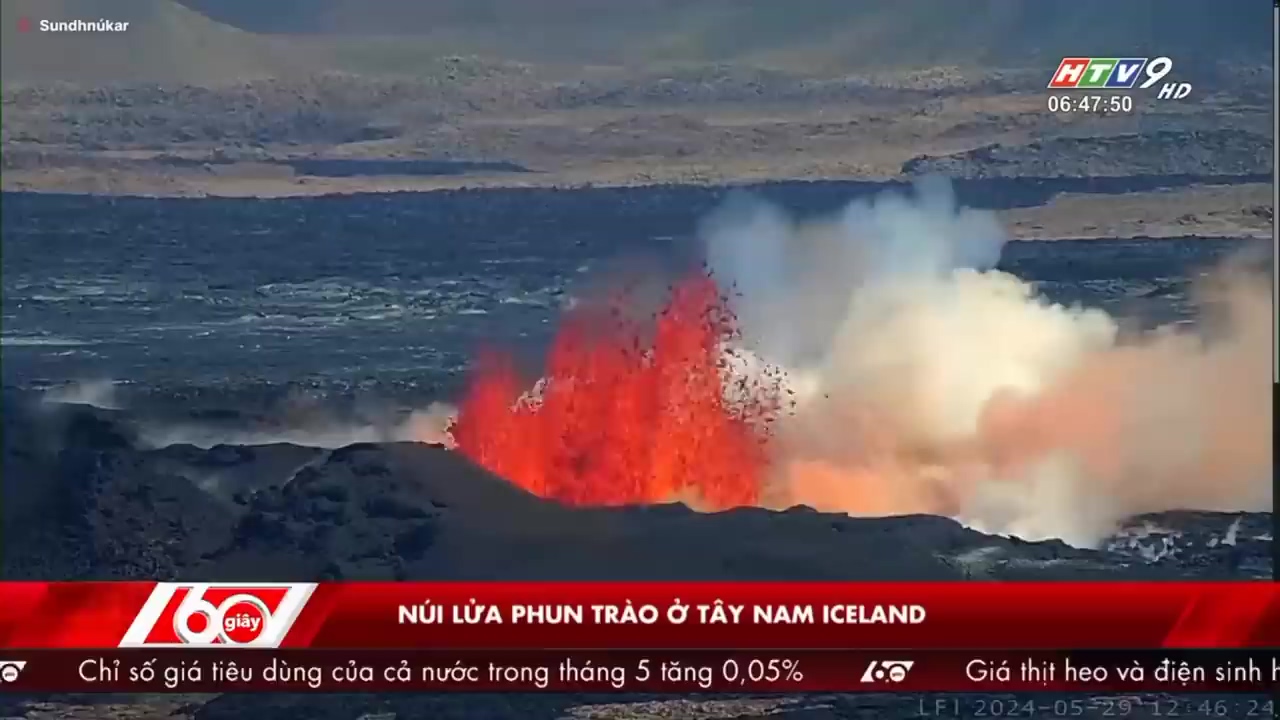 Sundhnúkar
HTV9 HD
06:47:50
60 giây
NÚI LỬA PHUN TRÀO Ở TÂY NAM ICELAND
Chỉ số giá tiêu dùng của cả nước trong tháng 5 tăng 0,05%
Giá thịt heo và điện sinh
LFI 2024-05-29 12:46:24